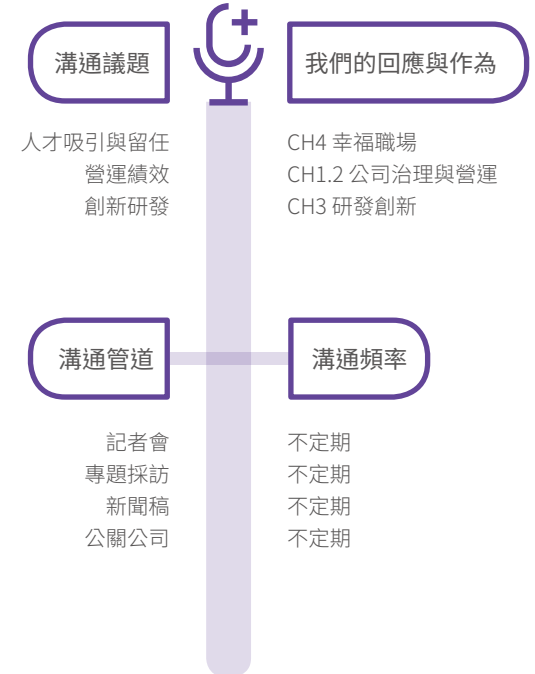 溝通議題
我們的回應與作為
人才吸引與留任
CH4 幸福職場
營運績效
CH1.2 公司治理與營運
創新研發
CH3 研發創新
溝通管道
溝通頻率
記者會
不定期
專題採訪
不定期
新聞稿
不定期
公關公司
不定期